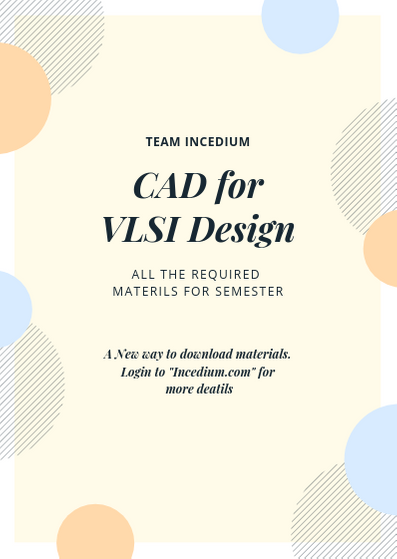 TEAM INCEDIUM
CAD for
VLSI Design
ALL THE REQUIRED
MATERILS FOR SEMESTER
A New way to download materials.
Login to "Incedium.com" for
more deatils